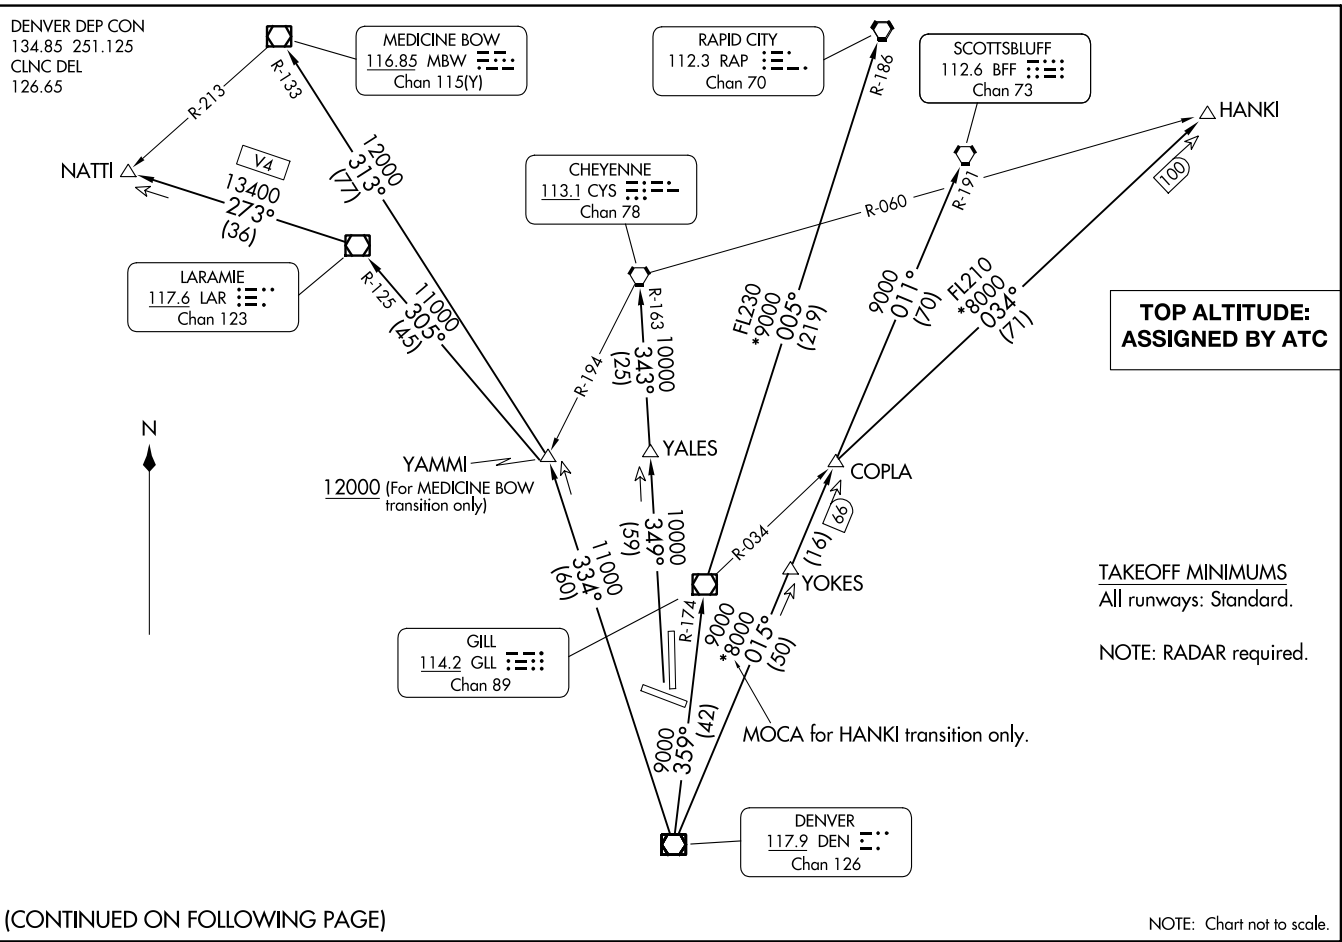 DENVER DEP CON
134.85 251.125
CLNC DEL
126.65
MEDICINE BOW
116.85 MBW
Chan 115(Y)
RAPID CITY
112.3 RAP
Chan 70
SCOTTSBLUFF
112.6 BFF
Chan 73
R-213
R-133
R-186
HANKI
NATTI
V4
13400
273°
(36)
12000
313°
(77)
CHEYENNE
113.1 CYS
Chan 78
R-060
R-191
100
LARAMIE
117.6 LAR
Chan 123
R-125
11000
305°
(45)
R-163
10000
343°
(25)
R-194
FL230
*9000
005°
(219)
9000
011°
(70)
FL210
*8000
034°
(71)
TOP ALTITUDE:
ASSIGNED BY ATC
N
YAMMI
12000 (For MEDICINE BOW
transition only)
YALES
COPLA
11000
334°
(60)
10000
349°
(59)
R-034
(16)
66
YOKES
TAKEOFF MINIMUMS
All runways: Standard.
NOTE: RADAR required.
GILL
114.2 GLL
Chan 89
R-174
9000
*8000
015°
(50)
9000
359°
(42)
MOCA for HANKI transition only.
DENVER
117.9 DEN
Chan 126
(CONTINUED ON FOLLOWING PAGE)
NOTE: Chart not to scale.